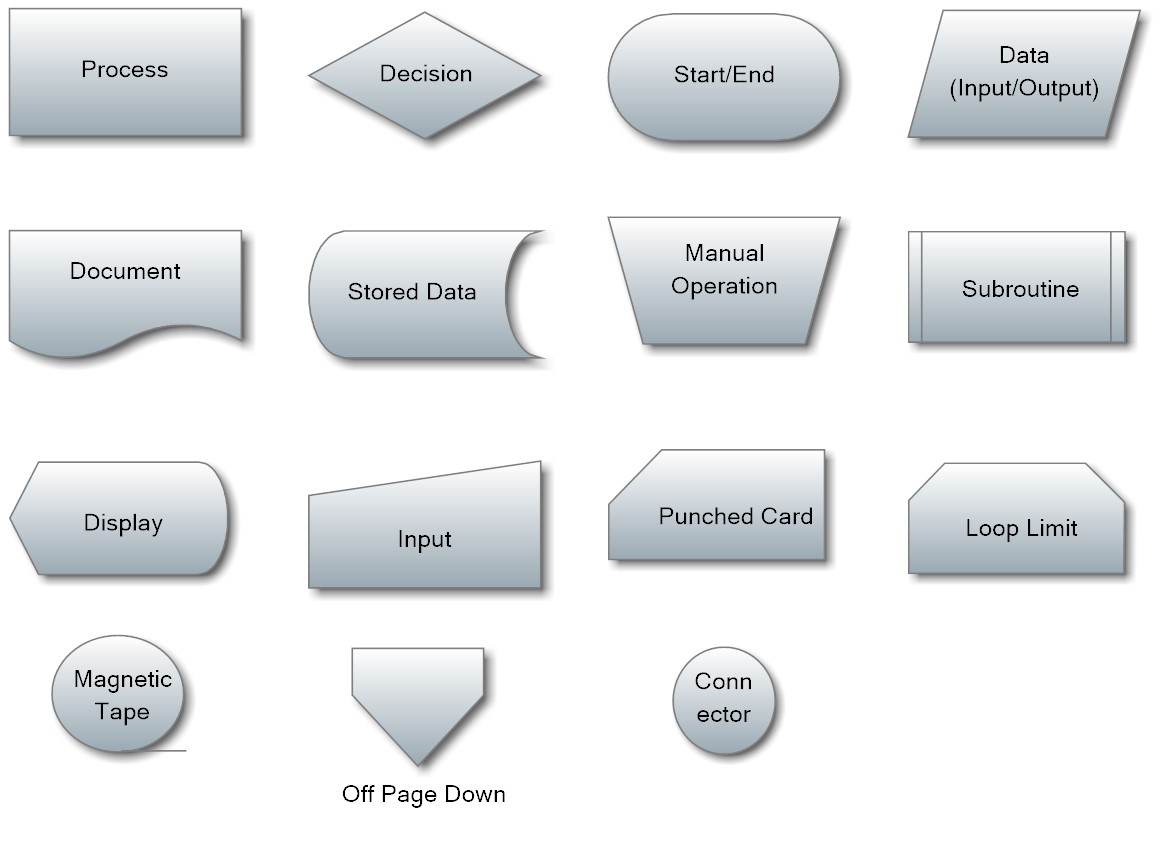 Process
Decision
Start/End
Data
(Input/Output)
Document
Stored Data
Manual
Operation
Subroutine
Display
Input
Punched Card
Loop Limit
Magnetic
Tape
Off Page Down
Conn
ector